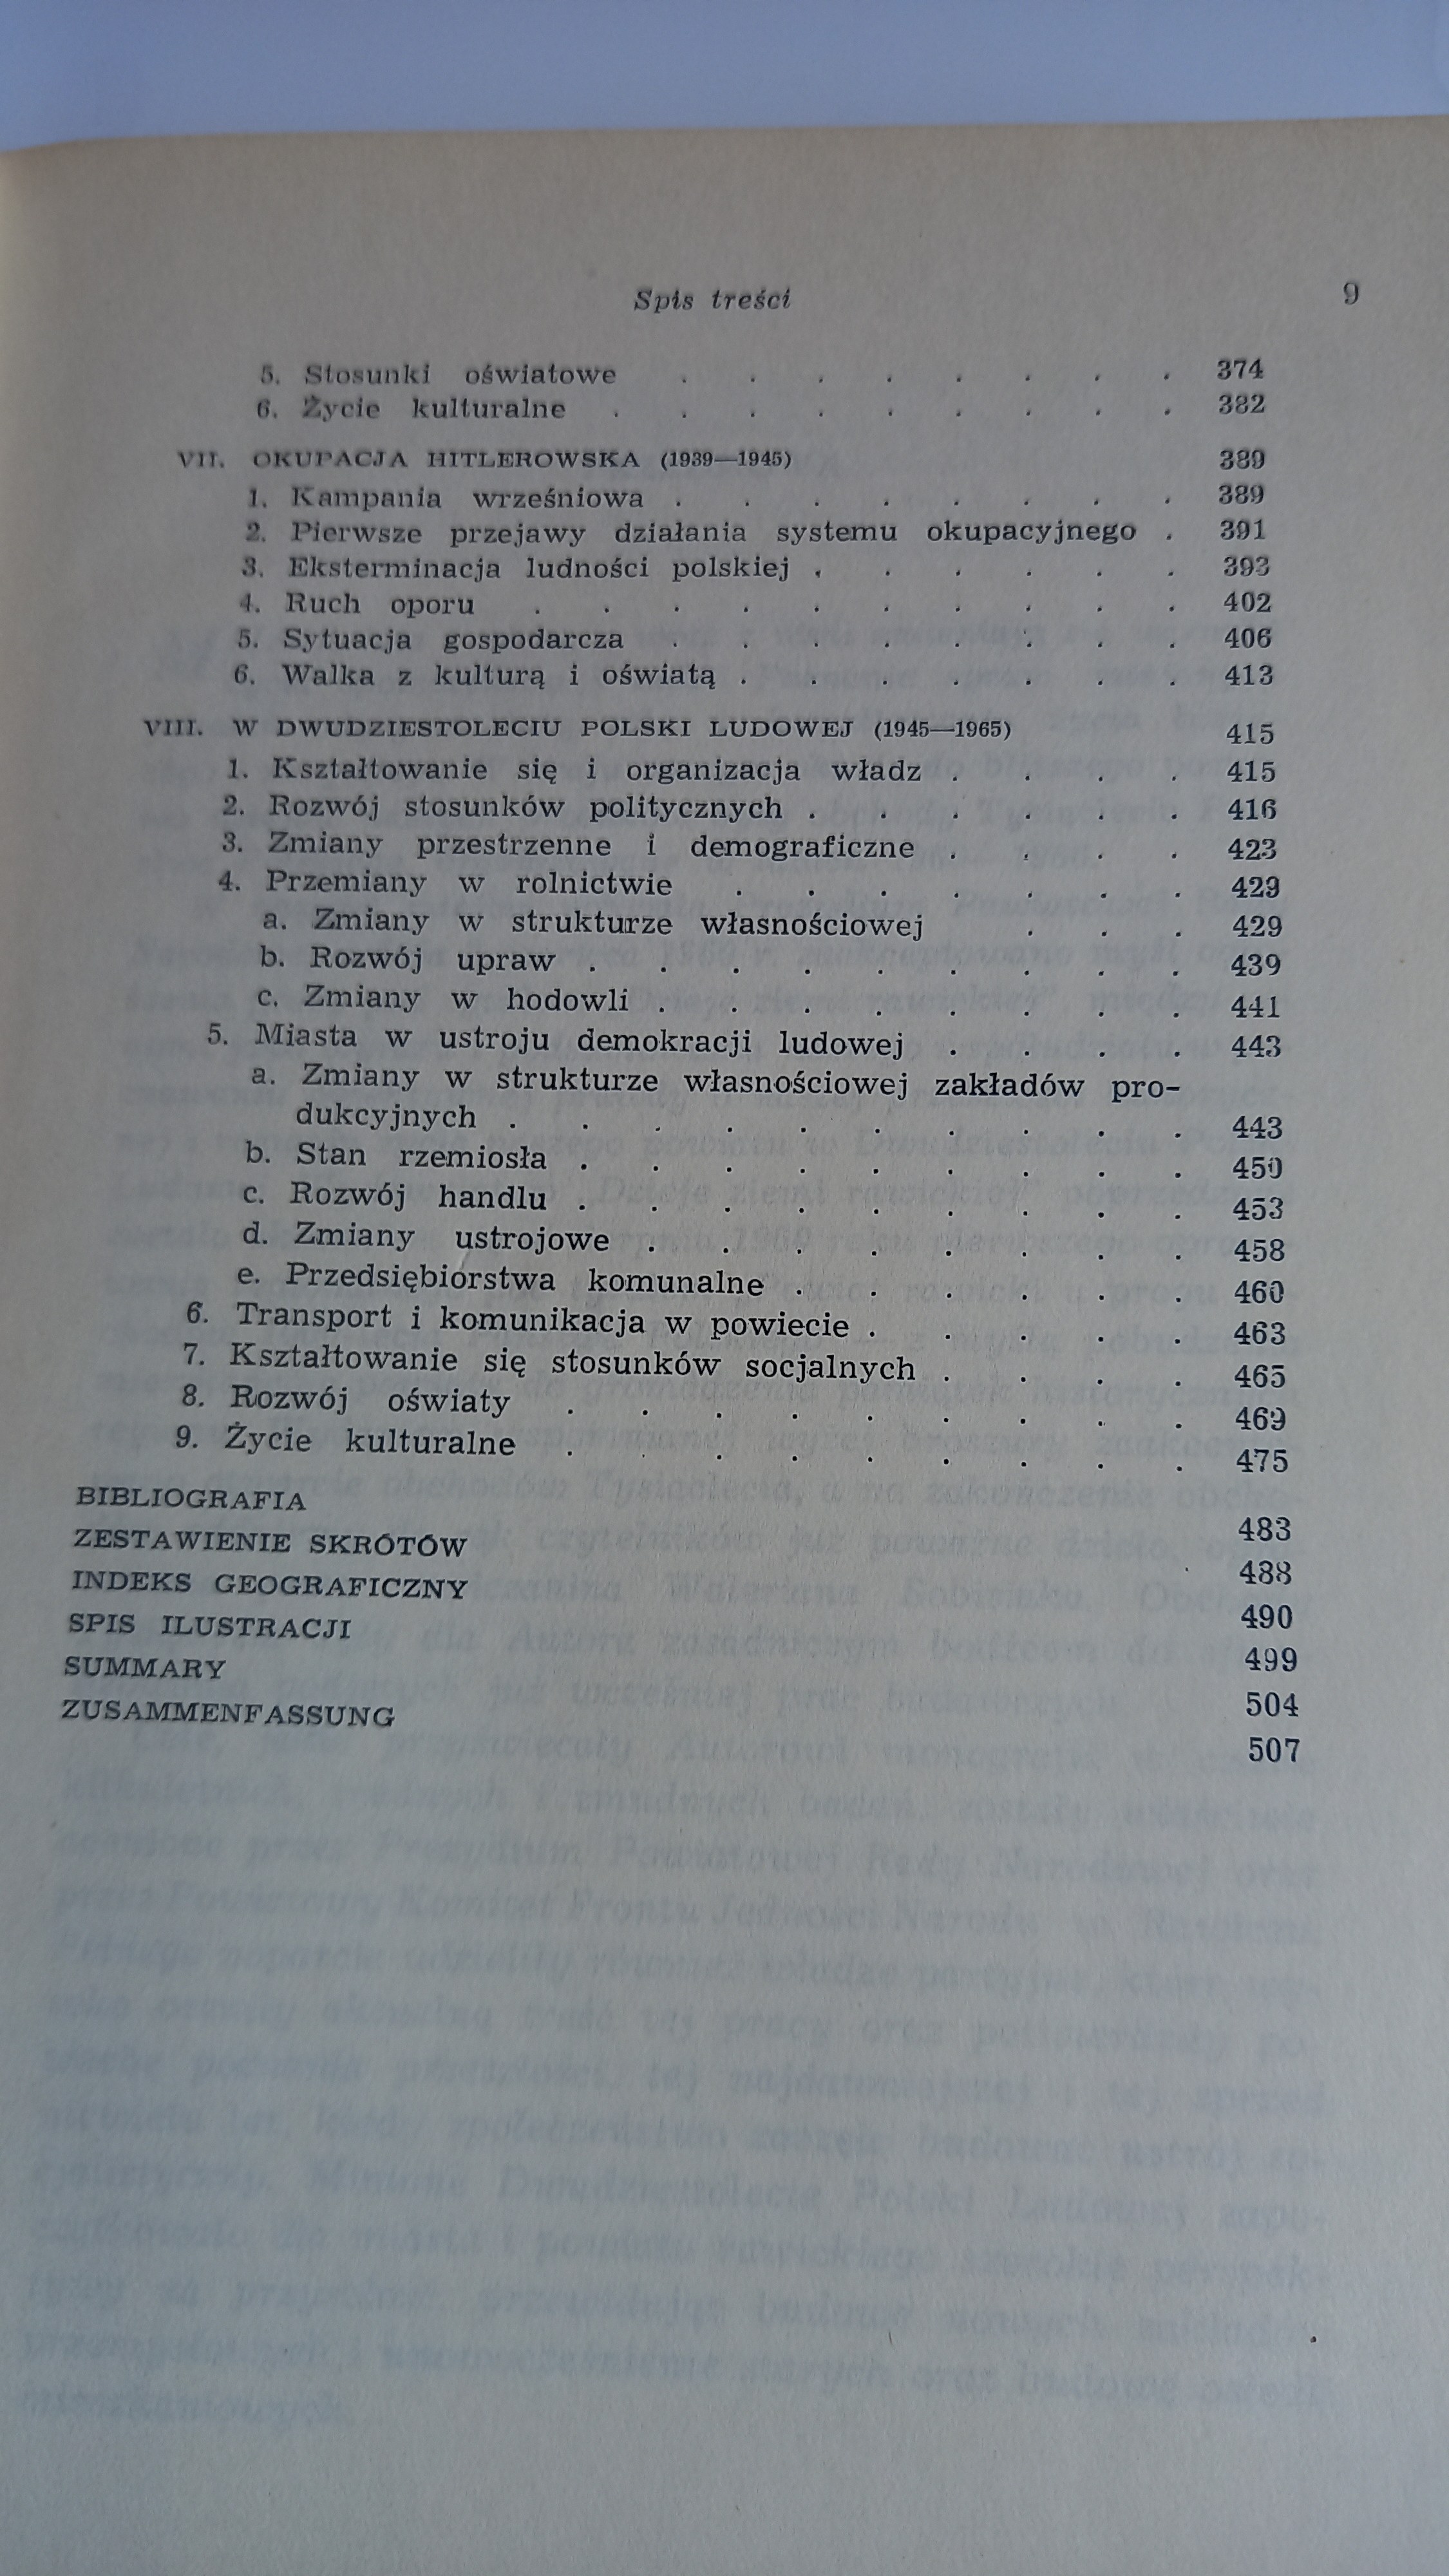 Spis treści 9
5. Stosunki oświatowe . . . . . . . . 374
6. Życie kulturalne . . . . . . . . . 382
VII. OKUPACJA HITLEROWSKA (1939—1945) 389
1. Kampania wrześniowa . . . . . . . . 389
2. Pierwsze przejawy działania systemu okupacyjnego . 391
3. Eksterminacja ludności polskiej . . . . . . 393
4. Ruch oporu . . . . . . . . . . 402
5. Sytuacja gospodarcza . . . . . . . . 406
6. Walka z kulturą i oświatą . . . . . . . 413
VIII. W DWUDZIESTOLECIU POLSKI LUDOWEJ (1945—1965) 415
1. Kształtowanie się i organizacja władz . . . . 415
2. Rozwój stosunków politycznych . . . . . . 416
3. Zmiany przestrzenne i demograficzne . . . . 423
4. Przemiany w rolnictwie . . . . . . . 429
a. Zmiany w strukturze własnościowej . . . 429
b. Rozwój upraw . . . . . . . . . 439
c. Zmiany w hodowli . . . . . . . . 441
5. Miasta w ustroju demokracji ludowej . . . . 443
a. Zmiany w strukturze własnościowej zakładów pro-
dukcyjnych . . . . . . . . . . 443
b. Stan rzemiosła . . . . . . . . . 450
c. Rozwój handlu . . . . . . . . . 453
d. Zmiany ustrojowe . . . . . . . . 458
e. Przedsiębiorstwa komunalne . . . . . . 460
6. Transport i komunikacja w powiecie . . . . . 463
7. Kształtowanie się stosunków socjalnych . . . . 465
8. Rozwój oświaty . . . . . . . . . 469
9. Życie kulturalne . . . . . . . . . 475
BIBLIOGRAFIA 483
ZESTAWIENIE SKRÓTÓW 488
INDEKS GEOGRAFICZNY 490
SPIS ILUSTRACJI 499
SUMMARY 504
ZUSAMMENFASSUNG 507